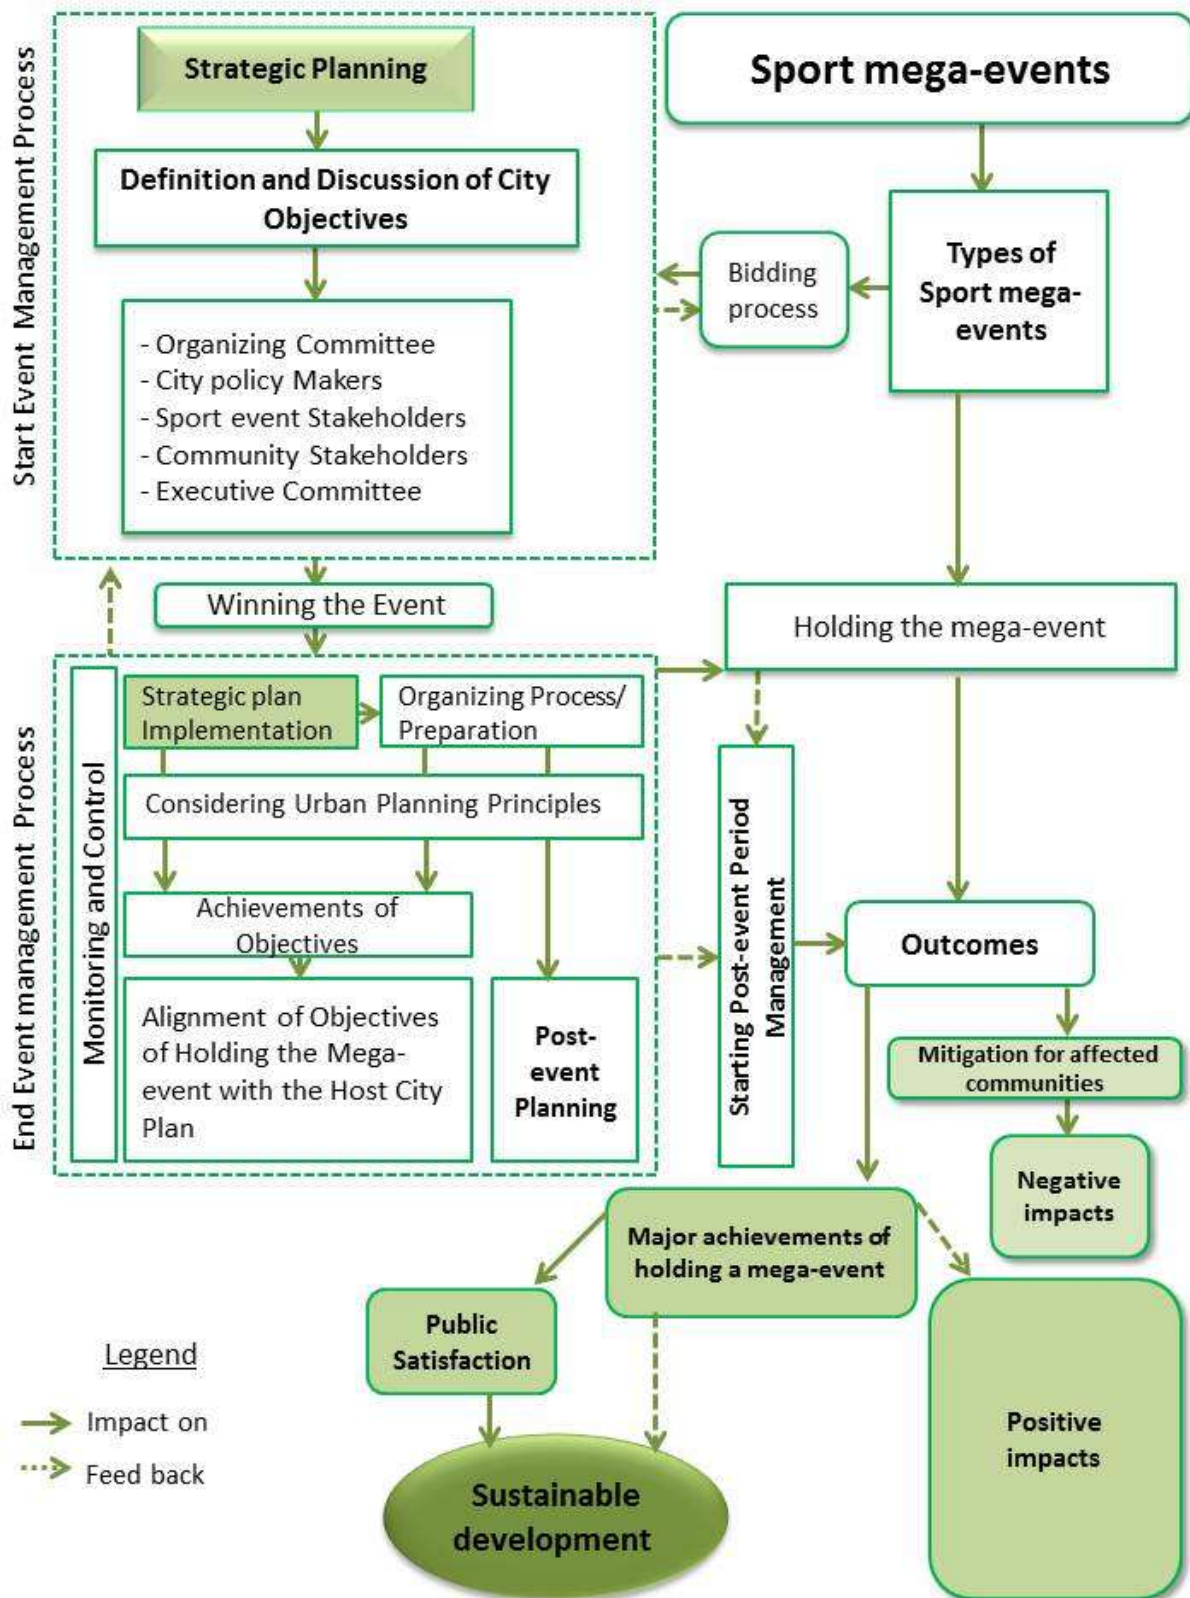 Start Event Management Process
Strategic Planning
Definition and Discussion of City
Objectives
- Organizing Committee
- City policy Makers
- Sport event Stakeholders
- Community Stakeholders
- Executive Committee
Sport mega-events
Types of
Sport mega-
events
Bidding
process
Winning the Event
Holding the mega-event
End Event management Process
Monitoring and Control
Strategic plan
Implementation
Organizing Process/
Preparation
Considering Urban Planning Principles
Achievements of
Objectives
Alignment of Objectives
of Holding the Mega-
event with the Host City
Plan
Post-
event
Planning
Starting Post-event Period
Management
Outcomes
Mitigation for affected
communities
Negative
impacts
Major achievements of
holding a mega-event
Public
Satisfaction
Positive
impacts
Sustainable
development
Legend
Impact on
Feed back